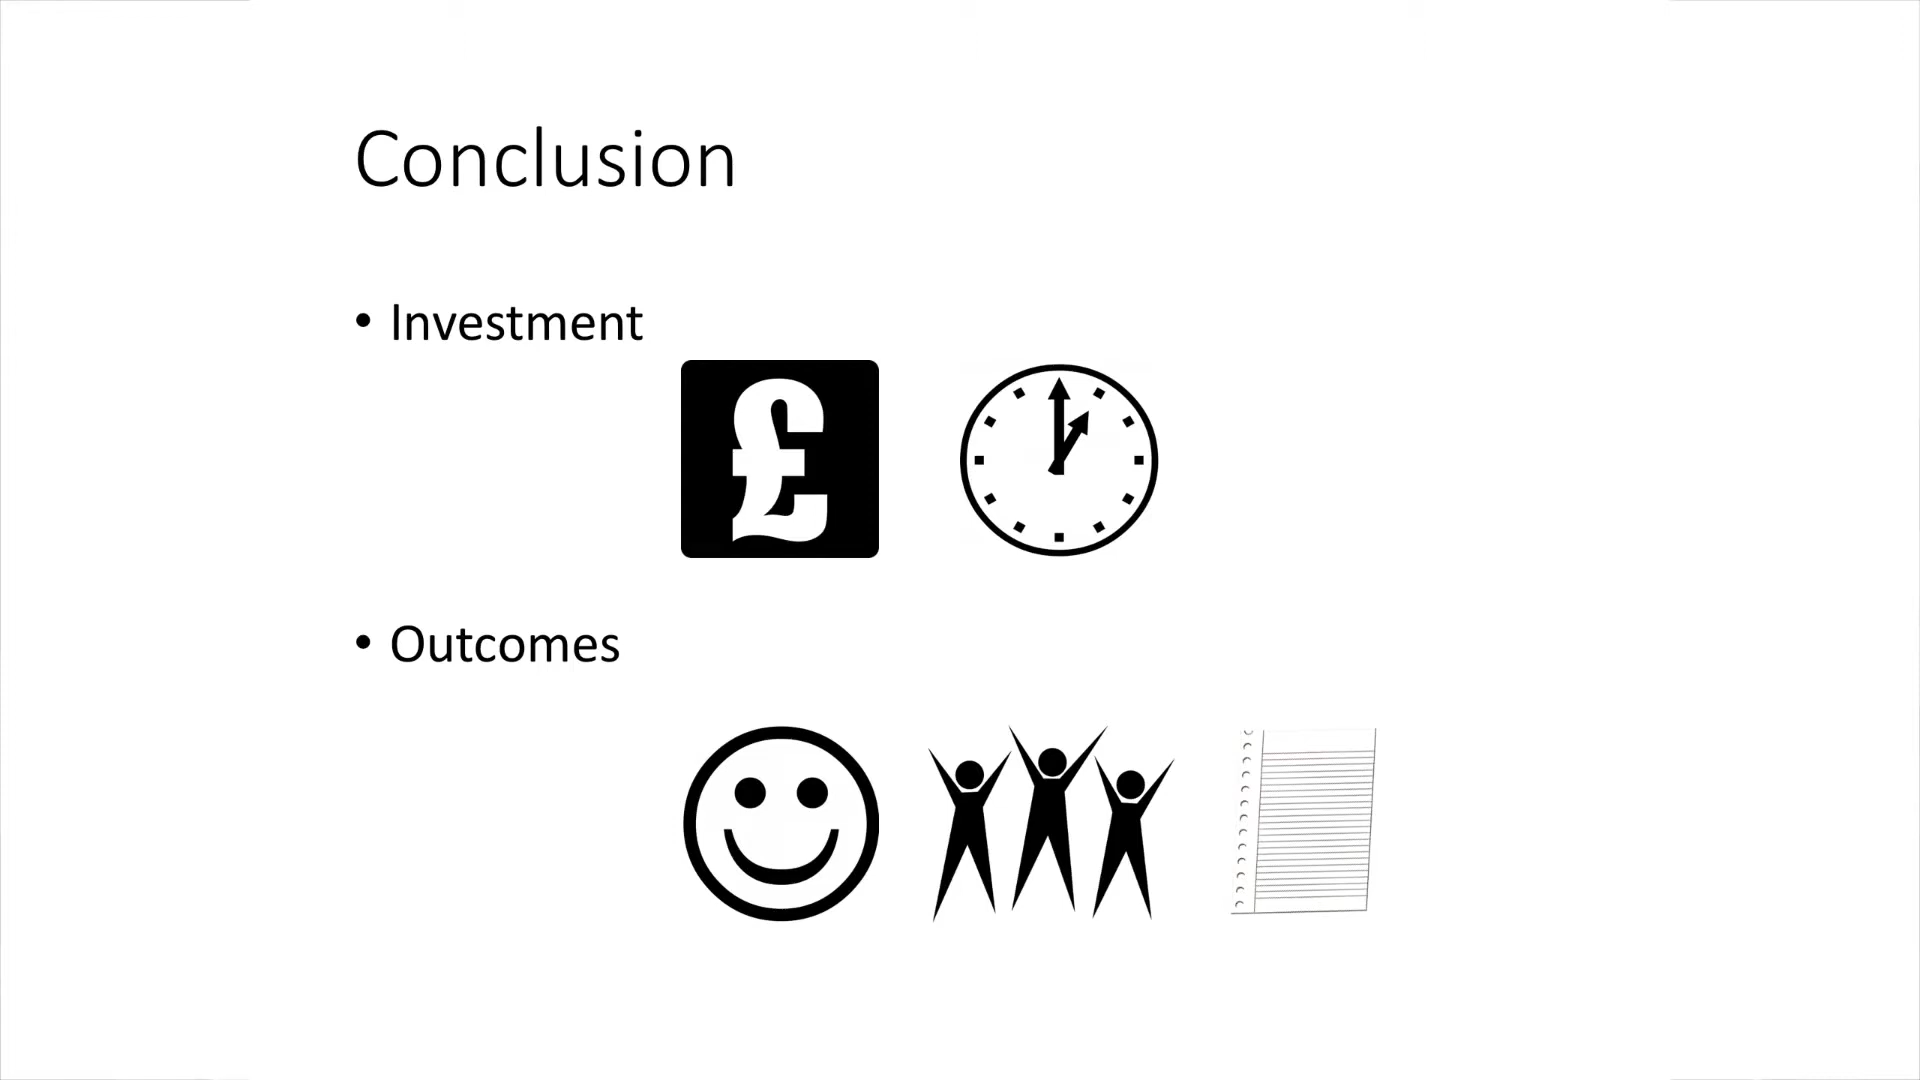 Conclusion
• Investment
£
• Outcomes